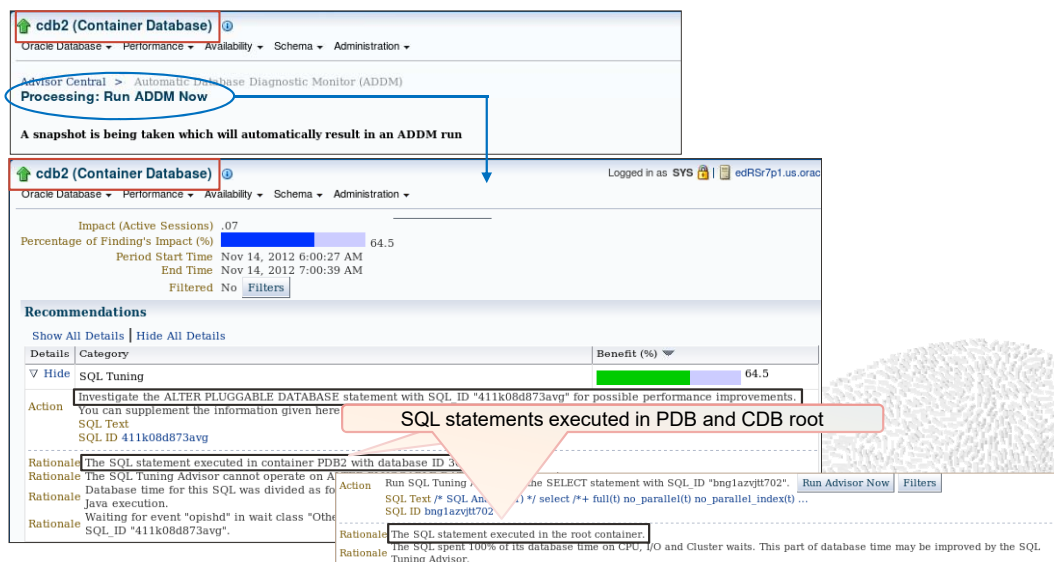 cdb2 (Container Database)
Oracle Database Performance Availability Schema Administration
Advisor Central > Automatic Database Diagnostic Monitor (ADDM)
Processing: Run ADDM Now
A snapshot is being taken which will automatically result in an ADDM run
cdb2 (Container Database)
Logged in as SYS | edRSr7p1.us.orac
Oracle Database Performance Availability Schema Administration
Impact (Active Sessions) .07
Percentage of Finding's Impact (%) 64.5
Period Start Time Nov 14, 2012 6:00:27 AM
End Time Nov 14, 2012 7:00:39 AM
Filtered No Filters
Recommendations
Show All Details | Hide All Details
Details Category Benefit (%)
Hide SQL Tuning 64.5
Action Investigate the ALTER PLUGGABLE DATABASE statement with SQL_ID "411k08d873avg" for possible performance improvements.
You can supplement the information given here
SQL Text
SQL ID 411k08d873avg
SQL statements executed in PDB and CDB root
Rationale The SQL statement executed in container PDB2 with database ID
Rationale The SQL Tuning Advisor cannot operate on
Rationale Database time for this SQL was divided as
Java execution.
Rationale Waiting for event "opishd" in wait class
SQL_ID "411k08d873avg".
Action Run SQL Tuning the SELECT statement with SQL_ID "bng1azvjtt702". Run Advisor Now Filters
SQL Text /* SQL */ select /*+ full(t) no_parallel(t) no_parallel_index(t) ...
SQL ID bng1azvjtt702
Rationale The SQL statement executed in the root container.
Rationale The SQL spent 100% of its database time on CPU, I/O and Cluster waits. This part of database time may be improved by the SQL
Tuning Advisor.